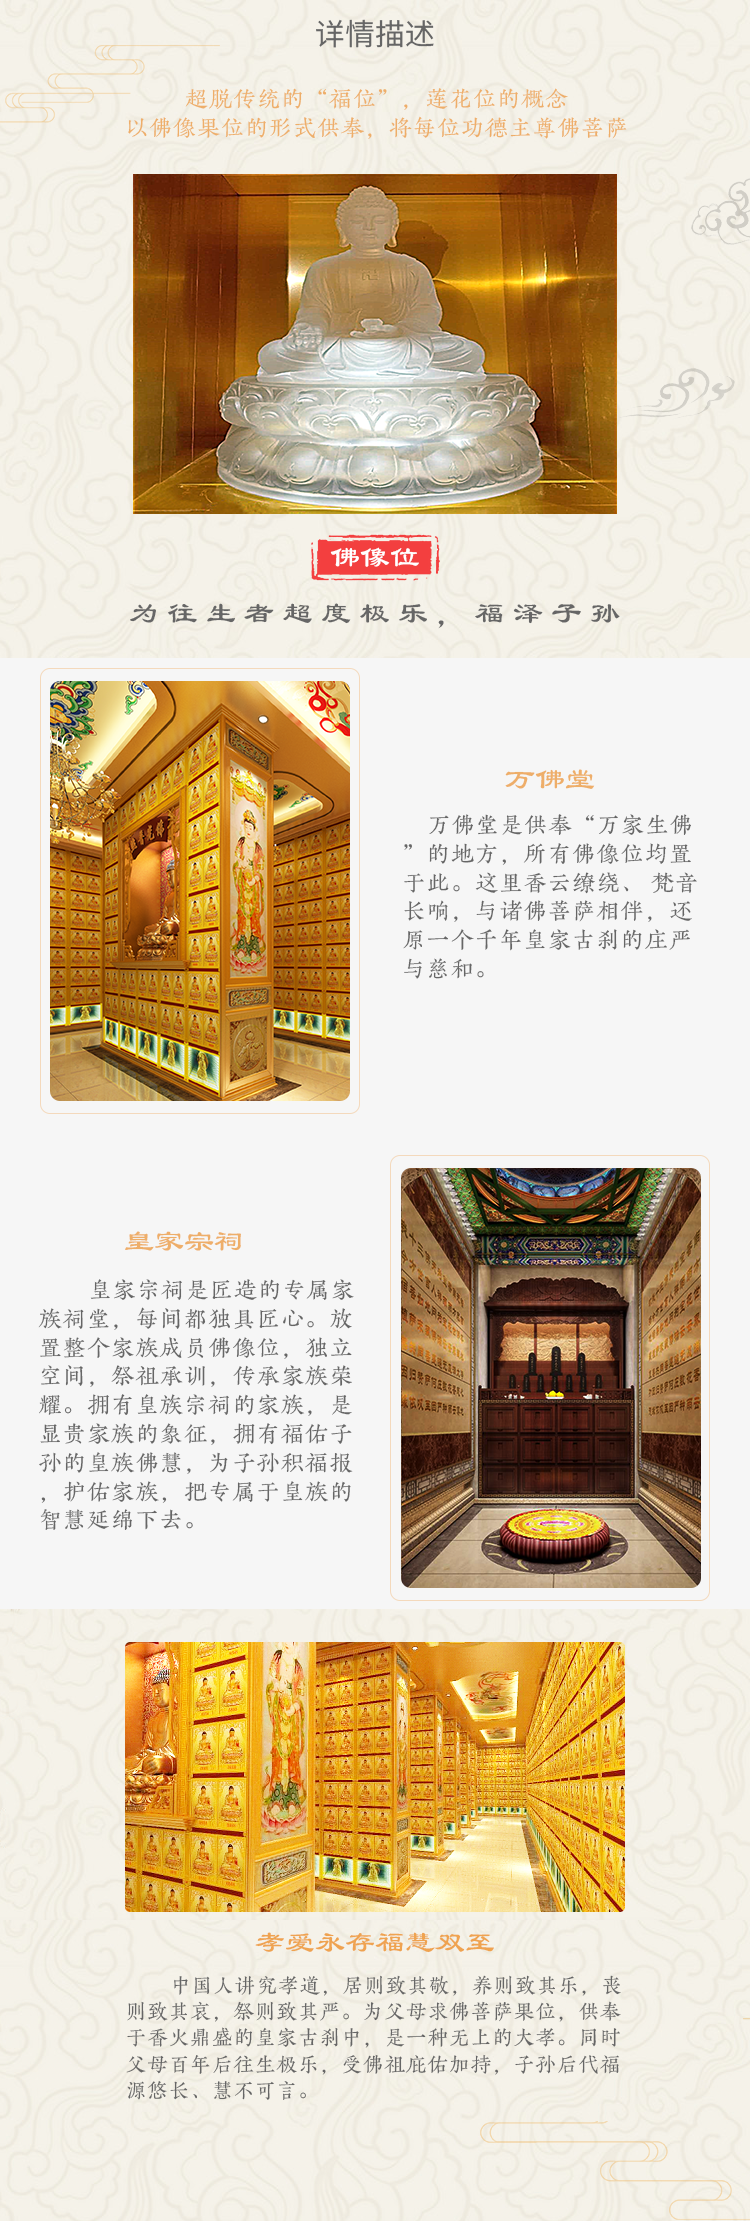 详情描述
超脱传统的“福位”，莲花位的概念
以佛像果位的形式供奉，将每位功德主尊佛菩萨
佛像位
为往生者超度极乐，福泽子孙
万佛堂
万佛堂是供奉“万家生佛
”的地方，所有佛像位均置
于此。这里香云缭绕、梵音
长响，与诸佛菩萨相伴，还
原一个千年皇家古刹的庄严
与慈和。
皇家宗祠
皇家宗祠是匠造的专属家
族祠堂，每间都独具匠心。放
置整个家族成员佛像位，独立
空间，祭祖承训，传承家族荣
耀。拥有皇族宗祠的家族，是
显贵家族的象征，拥有福佑子
孙的皇族佛慧，为子孙积福报
，护佑家族，把专属于皇族的
智慧延绵下去。
孝爱永存福慧双至
中国人讲究孝道，居则致其敬，养则致其乐，丧
则致其哀，祭则致其严。为父母求佛菩萨果位，供奉
于香火鼎盛的皇家古刹中，是一种无上的大孝。同时
父母百年后往生极乐，受佛祖庇佑加持，子孙后代福
源悠长、慧不可言。